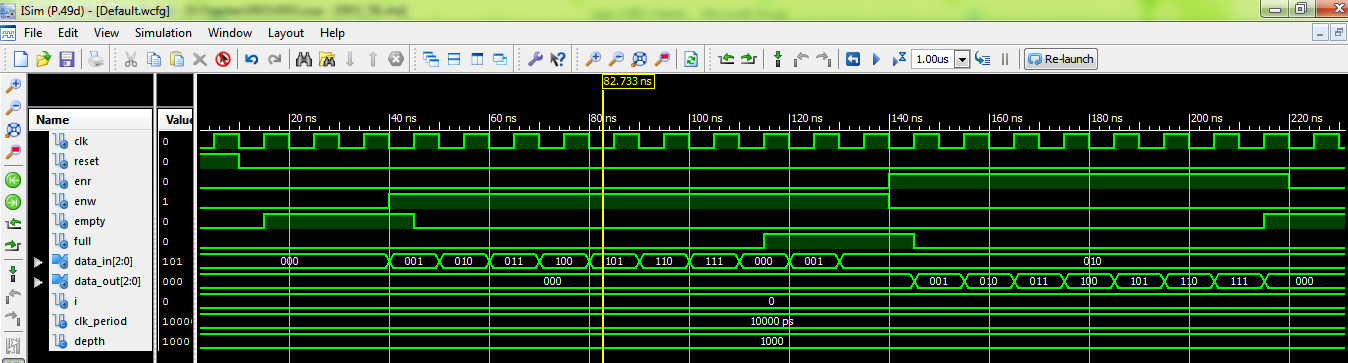 ISim (P.49d) - [Default.wcfg]
File Edit View Simulation Window Layout Help
1.00us Re-launch
82.733 ns
Name Value
20 ns 40 ns 60 ns 80 ns 100 ns 120 ns 140 ns 160 ns 180 ns 200 ns 220 ns
clk 0
reset 0
enr 0
enw 1
empty 0
full 0
data_in[2:0] 101 000 001 010 011 100 101 110 111 000 001 010
data_out[2:0] 000 000 001 010 011 100 101 110 111 000
i 0 0
clk_period 10000 10000 ps
depth 1000 1000